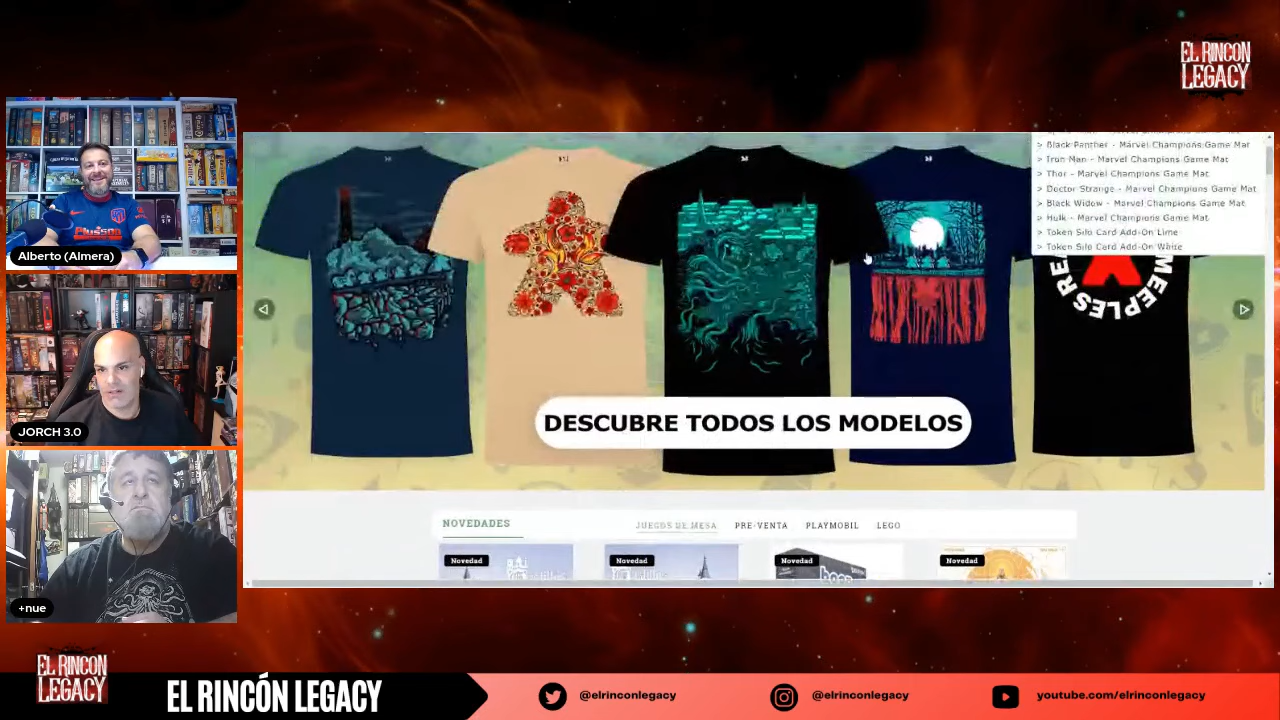 EL RINCON
LEGACY
Alberto (Almera)
Plus500
JORCH 3.0
+nue
> Black Panther - Marvel Champions Game Mat
> Iron Man - Marvel Champions Game Mat
> Thor - Marvel Champions Game Mat
> Doctor Strange - Marvel Champions Game Mat
> Black Widow - Marvel Champions Game Mat
> Hulk - Marvel Champions Game Mat
> Token Silo Card Add-On Lime
> Token Silo Card Add-On White
MEEPLES
DESCUBRE TODOS LOS MODELOS
NOVEDADES
JUEGOS DE MESA
PRE-VENTA
PLAYMOBIL
LEGO
Novedad
Novedad
Novedad
Novedad
EL RINCON
LEGACY
EL RINCÓN LEGACY
@elrinconlegacy
@elrinconlegacy
youtube.com/elrinconlegacy